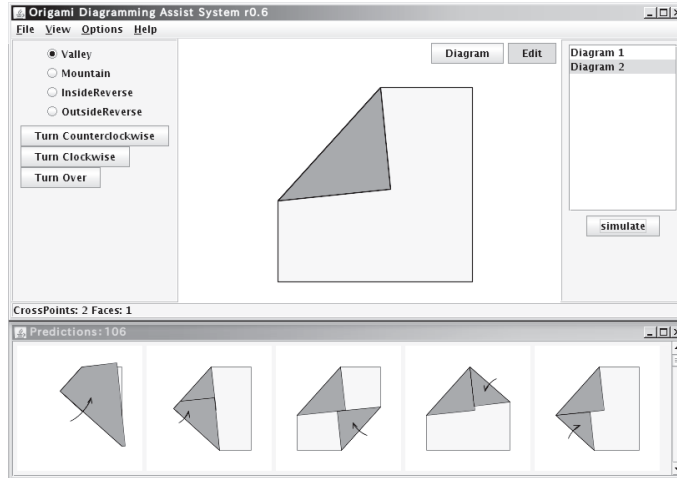 Origami Diagramming Assist System r0.6
File View Options Help
Valley
Mountain
InsideReverse
OutsideReverse
Turn Counterclockwise
Turn Clockwise
Turn Over
Diagram Edit
Diagram 1
Diagram 2
simulate
CrossPoints: 2 Faces: 1
Predictions:106